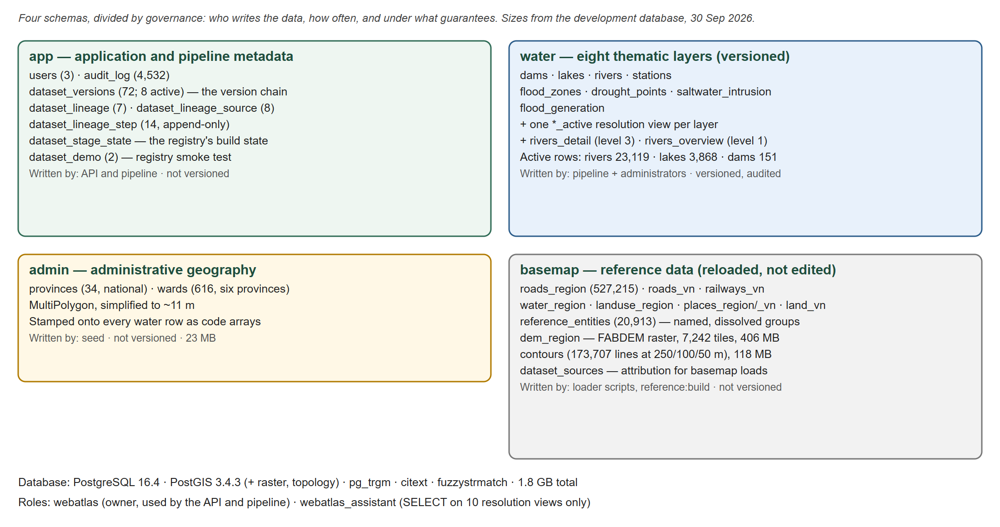 Four schemas, divided by governance: who writes the data, how often, and under what guarantees. Sizes from the development database, 30 Sep 2026.
app — application and pipeline metadata
users (3) · audit_log (4,532)
dataset_versions (72; 8 active) — the version chain
dataset_lineage (7) · dataset_lineage_source (8)
dataset_lineage_step (14, append-only)
dataset_stage_state — the registry's build state
dataset_demo (2) — registry smoke test
Written by: API and pipeline · not versioned
water — eight thematic layers (versioned)
dams · lakes · rivers · stations
flood_zones · drought_points · saltwater_intrusion
flood_generation
+ one *_active resolution view per layer
+ rivers_detail (level 3) · rivers_overview (level 1)
Active rows: rivers 23,119 · lakes 3,868 · dams 151
Written by: pipeline + administrators · versioned, audited
admin — administrative geography
provinces (34, national) · wards (616, six provinces)
MultiPolygon, simplified to ~11 m
Stamped onto every water row as code arrays
Written by: seed · not versioned · 23 MB
basemap — reference data (reloaded, not edited)
roads_region (527,215) · roads_vn · railways_vn
water_region · landuse_region · places_region/_vn · land_vn
reference_entities (20,913) — named, dissolved groups
dem_region — FABDEM raster, 7,242 tiles, 406 MB
contours (173,707 lines at 250/100/50 m), 118 MB
dataset_sources — attribution for basemap loads
Written by: loader scripts, reference:build · not versioned
Database: PostgreSQL 16.4 · PostGIS 3.4.3 (+ raster, topology) · pg_trgm · citext · fuzzystrmatch · 1.8 GB total
Roles: webatlas (owner, used by the API and pipeline) · webatlas_assistant (SELECT on 10 resolution views only)